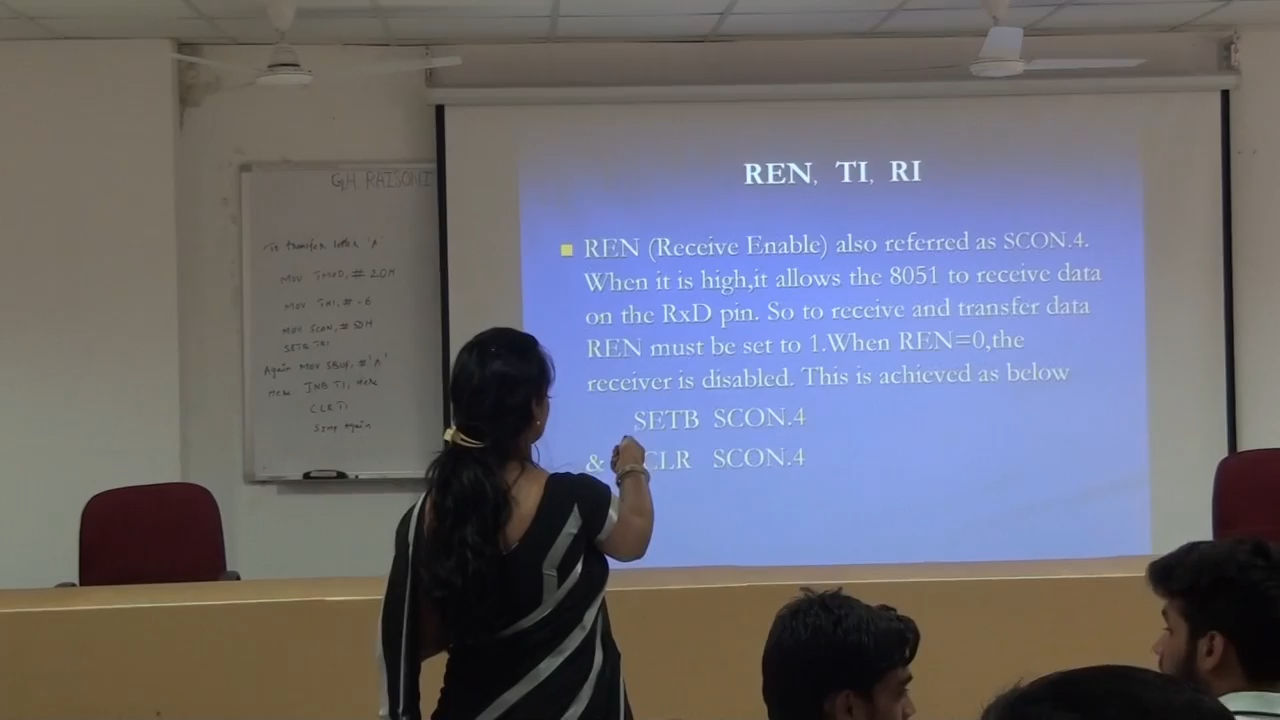 G.H. RAISONI
To transfer letter 'A'
MOV TMOD, # 20H
MOV TH1, # -6
MOV SCON, # 50H
SETB TR1
Again MOV SBUF, # 'A'
Here JNB TI, Here
CLR TI
SJMP Again
REN, TI, RI
REN (Receive Enable) also referred as SCON.4.
When it is high,it allows the 8051 to receive data
on the RxD pin. So to receive and transfer data
REN must be set to 1.When REN=0,the
receiver is disabled. This is achieved as below
SETB SCON.4
& CLR SCON.4